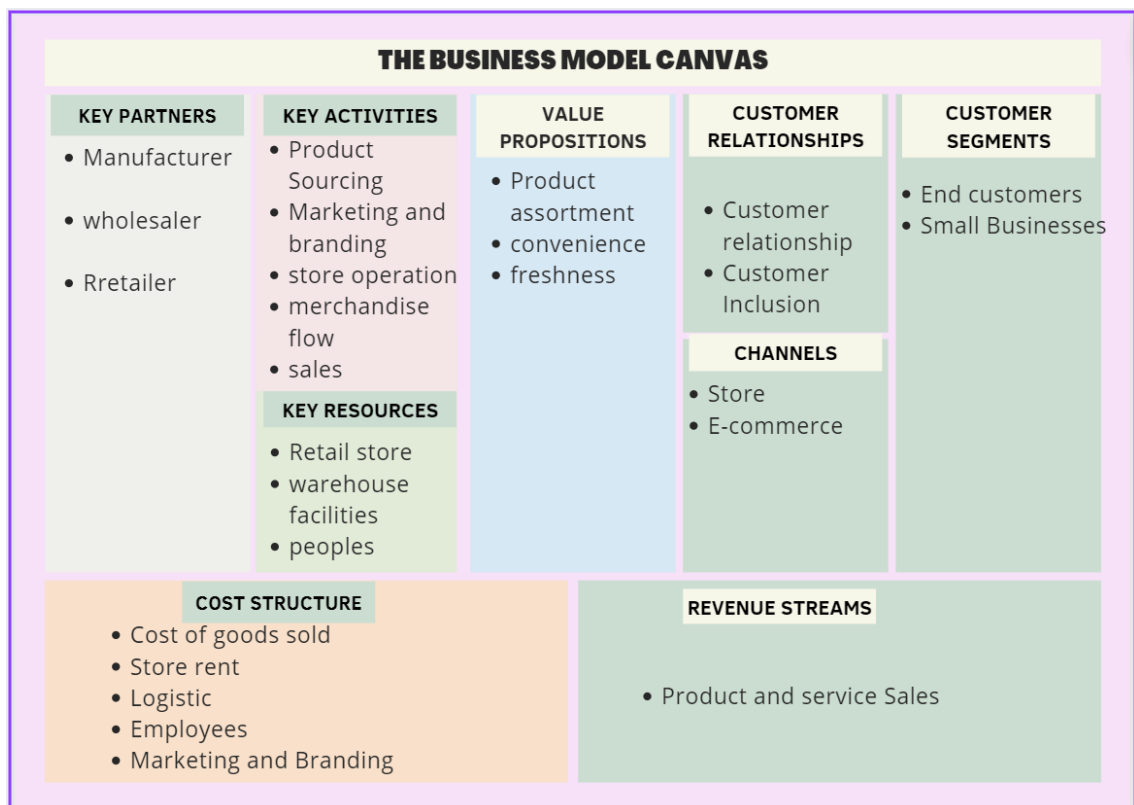 THE BUSINESS MODEL CANVAS
KEY PARTNERS
• Manufacturer
• wholesaler
• Rretailer
KEY ACTIVITIES
• Product
Sourcing
• Marketing and
branding
• store operation
• merchandise
flow
• sales
KEY RESOURCES
• Retail store
• warehouse
facilities
• peoples
VALUE
PROPOSITIONS
• Product
assortment
• convenience
• freshness
CUSTOMER
RELATIONSHIPS
• Customer
relationship
• Customer
Inclusion
CHANNELS
• Store
• E-commerce
CUSTOMER
SEGMENTS
• End customers
• Small Businesses
COST STRUCTURE
• Cost of goods sold
• Store rent
• Logistic
• Employees
• Marketing and Branding
REVENUE STREAMS
• Product and service Sales